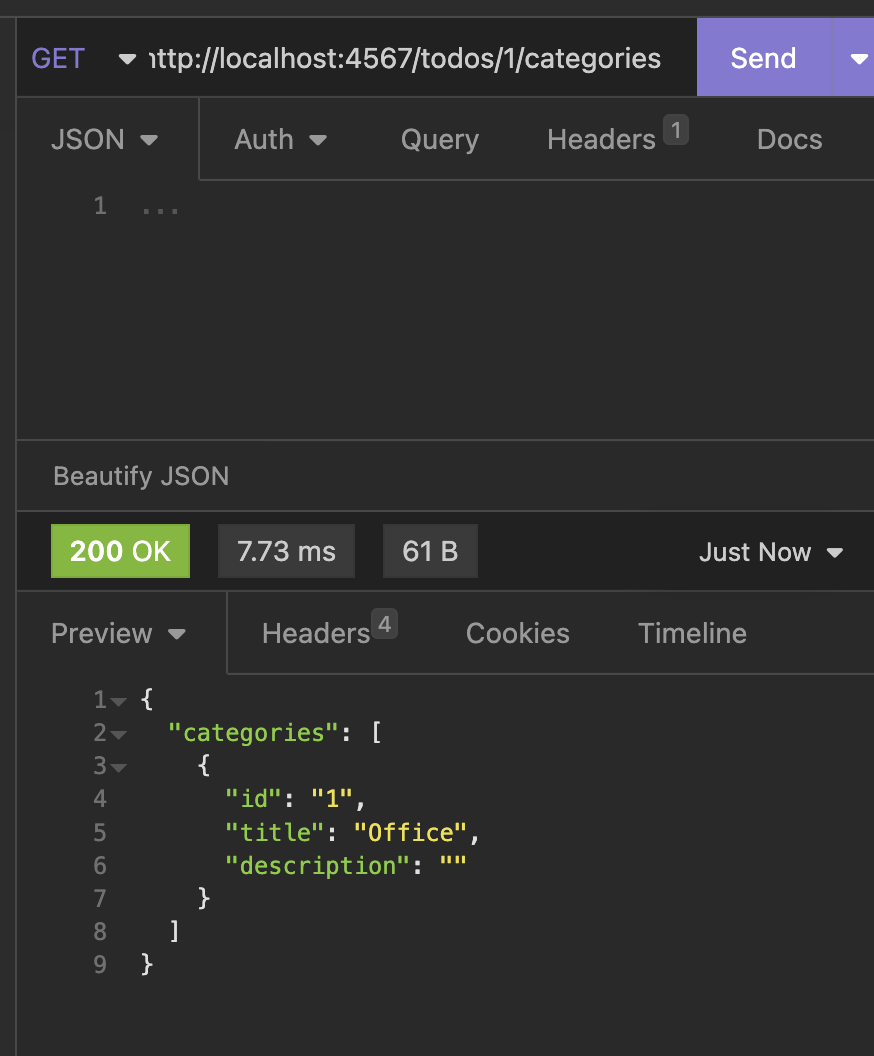 GET ttp://localhost:4567/todos/1/categories Send
JSON Auth Query Headers 1 Docs
1 ...
Beautify JSON
200 OK 7.73 ms 61 B Just Now
Preview Headers 4 Cookies Timeline
1 {
2 "categories": [
3 {
4 "id": "1",
5 "title": "Office",
6 "description": ""
7 }
8 ]
9 }